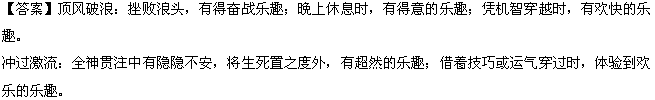 【答案】顶风破浪：挫败浪头，有得奋战乐趣；晚上休息时，有得意的乐趣；凭机智穿越时，有欢快的乐
趣。
冲过激流：全神贯注中有隐隐不安，将生死置之度外，有超然的乐趣；借着技巧或运气穿过时，体验到欢
乐的乐趣。